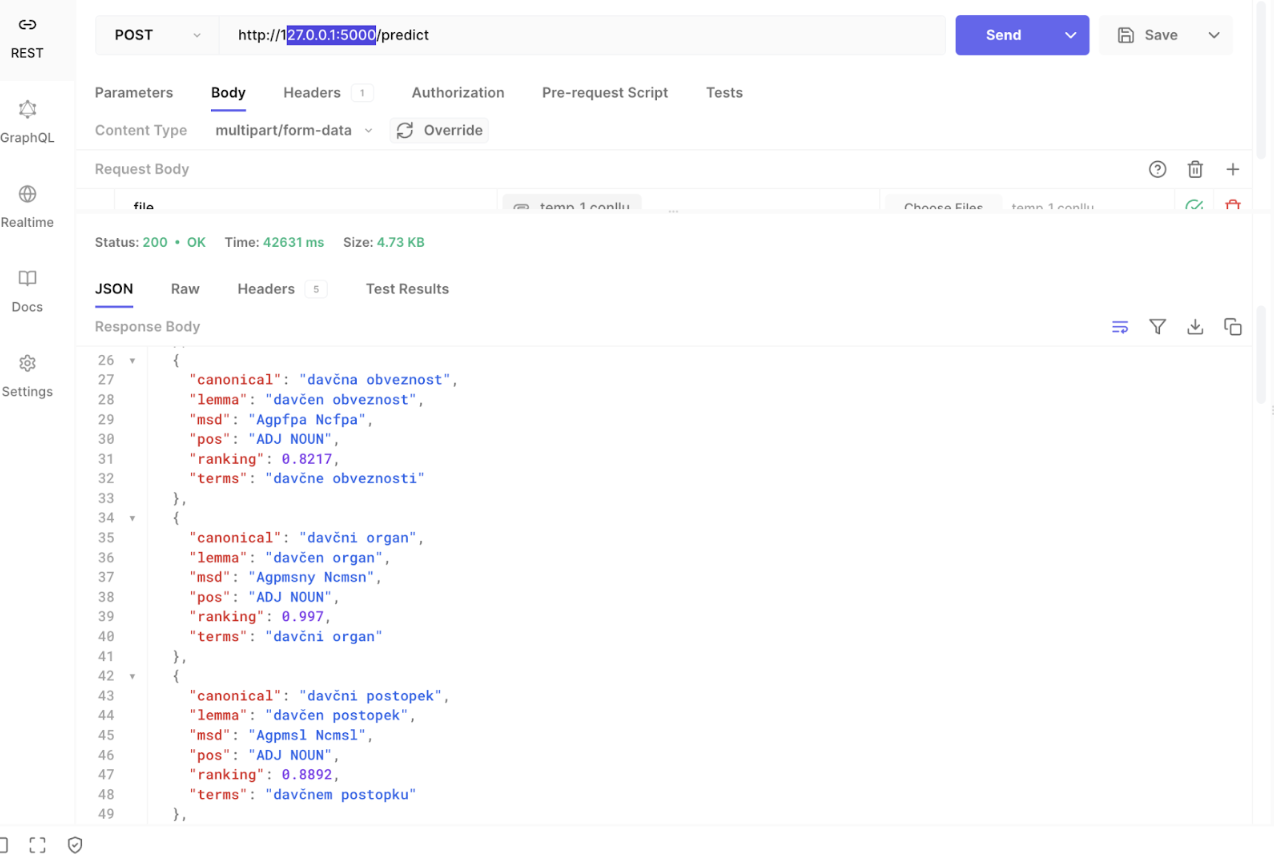 REST
GraphQL
Realtime
Docs
Settings
POST http://127.0.0.1:5000/predict Send Save
Parameters Body Headers 1 Authorization Pre-request Script Tests
Content Type multipart/form-data Override
Request Body
file temp_1.conllu Choose Files temp_1.conllu
Status: 200 • OK Time: 42631 ms Size: 4.73 KB
JSON Raw Headers 5 Test Results
Response Body
26 {
27 "canonical": "davčna obveznost",
28 "lemma": "davčen obveznost",
29 "msd": "Agpfpa Ncfpa",
30 "pos": "ADJ NOUN",
31 "ranking": 0.8217,
32 "terms": "davčne obveznosti"
33 },
34 {
35 "canonical": "davčni organ",
36 "lemma": "davčen organ",
37 "msd": "Agpmsny Ncmsn",
38 "pos": "ADJ NOUN",
39 "ranking": 0.997,
40 "terms": "davčni organ"
41 },
42 {
43 "canonical": "davčni postopek",
44 "lemma": "davčen postopek",
45 "msd": "Agpmsl Ncmsl",
46 "pos": "ADJ NOUN",
47 "ranking": 0.8892,
48 "terms": "davčnem postopku"
49 },